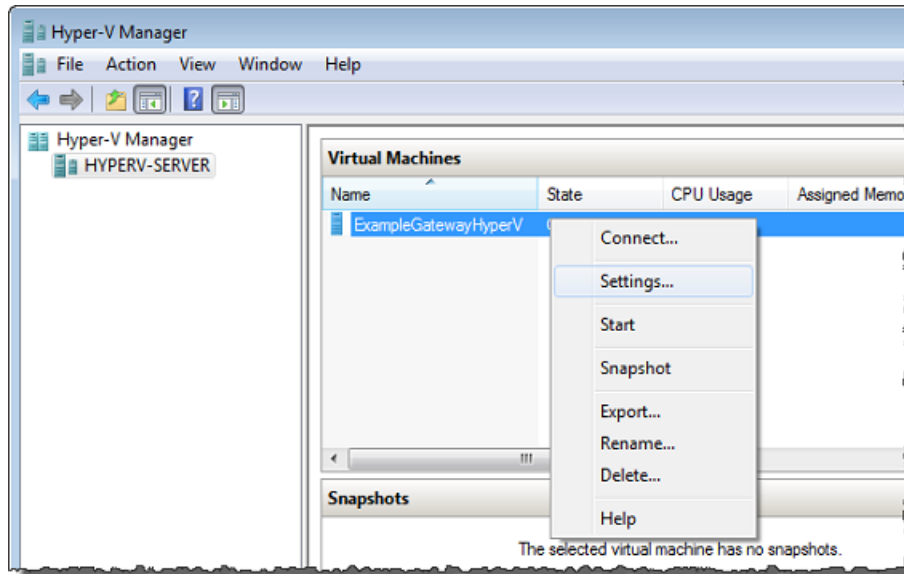 Hyper-V Manager
File Action View Window Help
Hyper-V Manager
HYPERV-SERVER
Virtual Machines
Name State CPU Usage Assigned Memo
ExampleGatewayHyperV
Connect...
Settings...
Start
Snapshot
Export...
Rename...
Delete...
Help
Snapshots
The selected virtual machine has no snapshots.